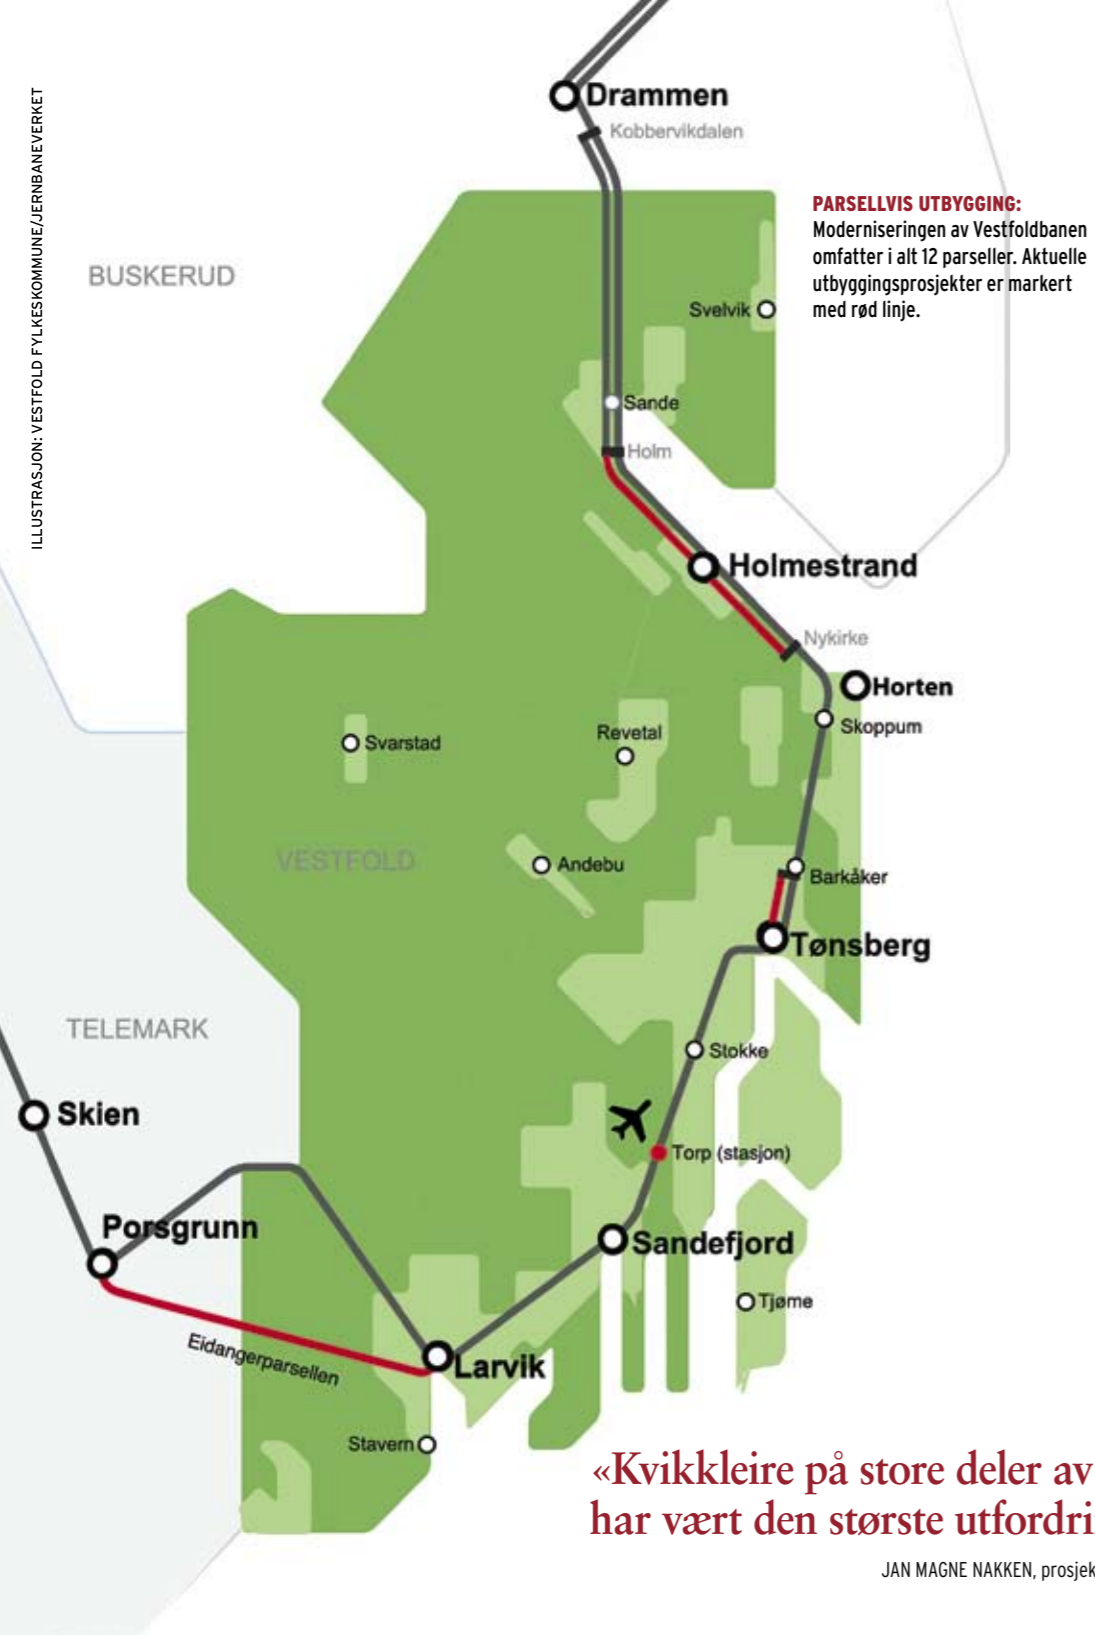 ILLUSTRASJON: VESTFOLD FYLKESKOMMUNE/JERNBANEVERKET
Drammen
Kobbervikdalen
PARSELLVIS UTBYGGING:
Moderniseringen av Vestfoldbanen
omfatter i alt 12 parseller. Aktuelle
utbyggingsprosjekter er markert
med rød linje.
BUSKERUD
Svelvik
Sande
Holm
Holmestrand
Nykirke
Horten
Skoppum
Revetal
Svarstad
VESTFOLD
Andebu
Barkåker
Tønsberg
TELEMARK
Stokke
Skien
Torp (stasjon)
Porsgrunn
Sandefjord
Tjøme
Eidangerparsellen
Larvik
Stavern
«Kvikkleire på store deler av
har vært den største utfordri
JAN MAGNE NAKKEN, prosjek